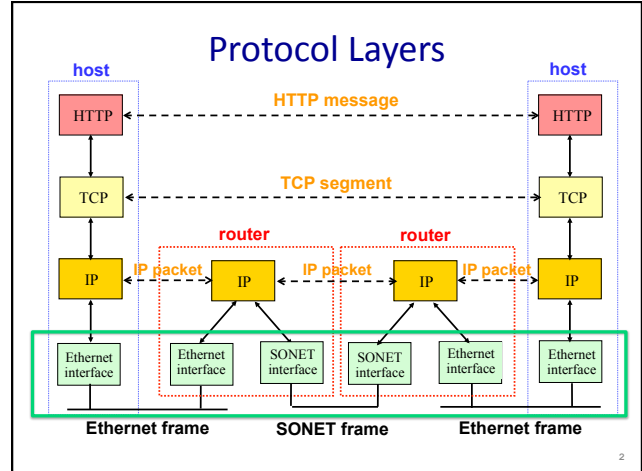 Protocol Layers
host
host
HTTP message
HTTP
HTTP
TCP segment
TCP
TCP
router
router
IP packet
IP packet
IP packet
IP
IP
IP
IP
Ethernet
interface
Ethernet
interface
SONET
interface
SONET
interface
Ethernet
interface
Ethernet
interface
Ethernet frame
SONET frame
Ethernet frame
2